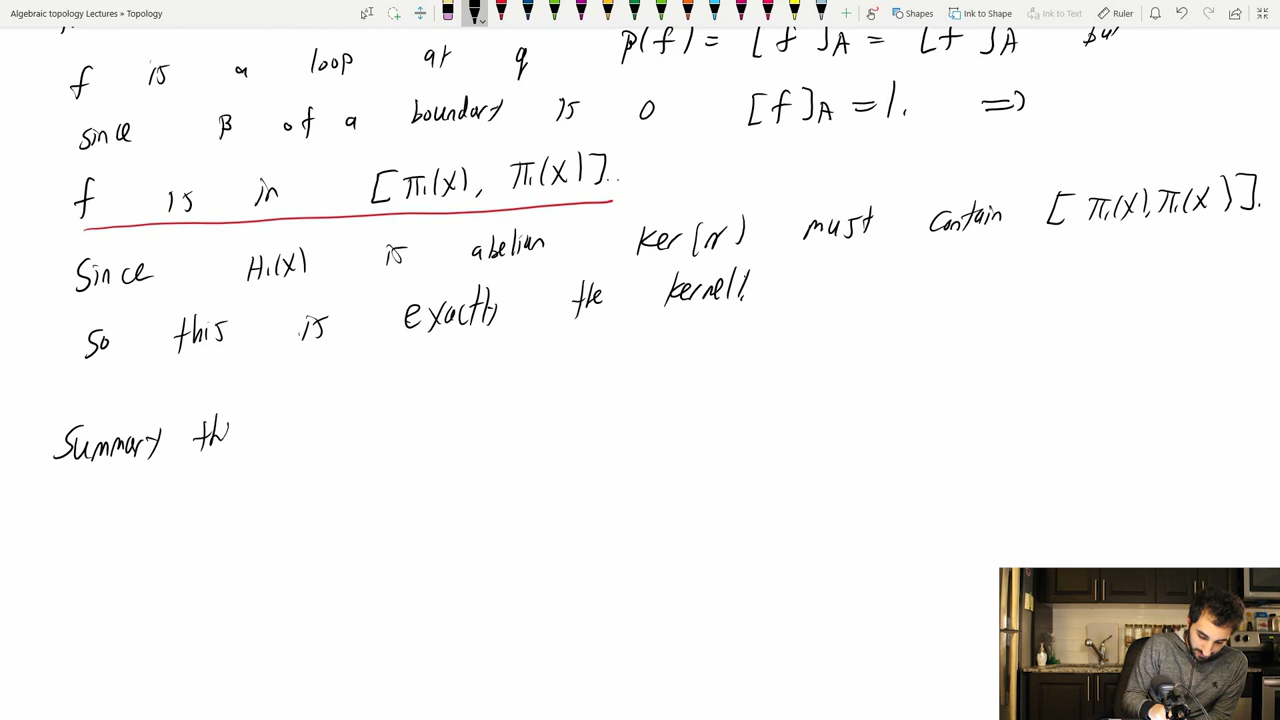 Algebraic topology Lectures » Topology
Shapes
Ink to Shape
Ink to Text
Ruler
f is a loop at q β(f) = [f]A = [f]A but
since β of a boundary is 0 [f]A = 1. ⇒
f is in [π₁(X), π₁(X)].
Since H₁(X) is abelian ker(γ) must contain [π₁(X), π₁(X)].
So this is exactly the kernel!
Summary th